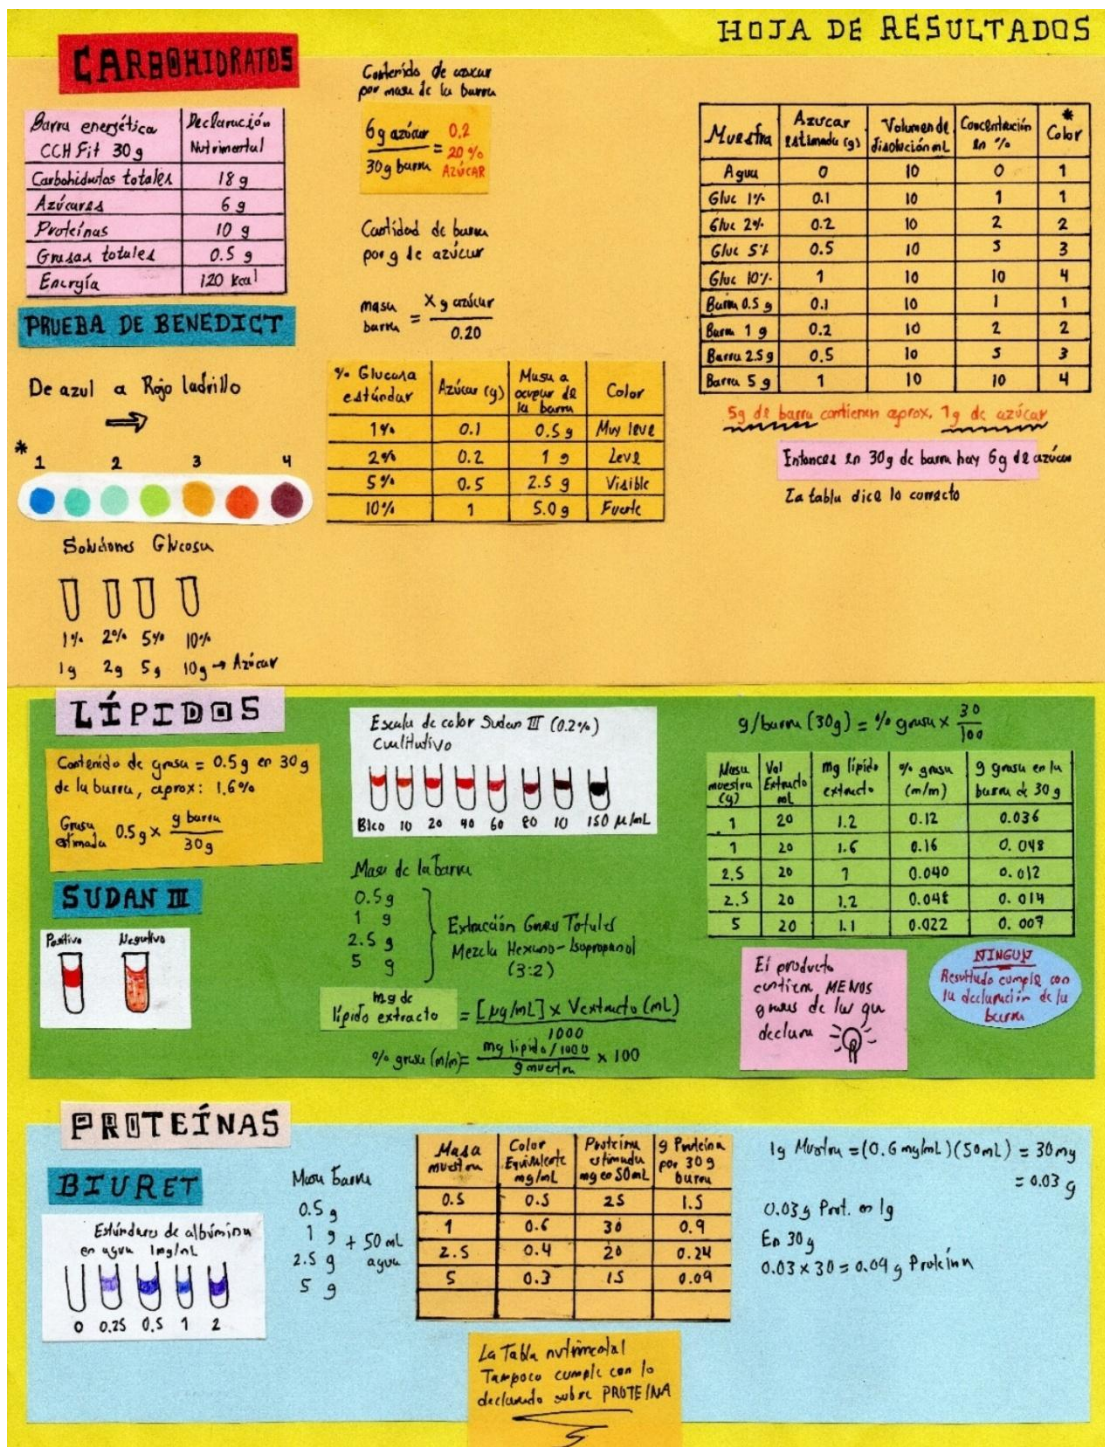 HOJA DE RESULTADOS
CARBOHIDRATOS
Barra energética CCH Fit 30 g | Declaración Nutrimental
Carbohidratos totales | 18 g
Azúcares | 6 g
Proteínas | 10 g
Grasas totales | 0.5 g
Energía | 120 kcal
PRUEBA DE BENEDICT
De azul a Rojo ladrillo
* 1 2 3 4
Soluciones Glucosa
1% 2% 5% 10%
1g 2g 5g 10g → Azúcar
Contenido de azucar
por masa de la barra
6g azúcar / 30g barra = 0.2
20 %
AZÚCAR
Cantidad de barra
por g de azúcar
masa barra = X g azúcar / 0.20
% Glucosa estándar | Azúcar (g) | Masa a ocupar de la barra | Color
1% | 0.1 | 0.5 g | Muy leve
2% | 0.2 | 1 g | Leve
5% | 0.5 | 2.5 g | Visible
10% | 1 | 5.0 g | Fuerte
Muestra | Azucar estimada (g) | Volumen de disolución mL | Concentración en % | * Color
Agua | 0 | 10 | 0 | 1
Gluc 1% | 0.1 | 10 | 1 | 1
Gluc 2% | 0.2 | 10 | 2 | 2
Gluc 5% | 0.5 | 10 | 5 | 3
Gluc 10% | 1 | 10 | 10 | 4
Barra 0.5 g | 0.1 | 10 | 1 | 1
Barra 1 g | 0.2 | 10 | 2 | 2
Barra 2.5 g | 0.5 | 10 | 5 | 3
Barra 5 g | 1 | 10 | 10 | 4
5g de barra contienen aprox. 1g de azúcar
Entonces en 30g de barra hay 6g de azúcar
La tabla dice lo correcto
LÍPIDOS
Contenido de grasa = 0.5g en 30g
de la barra, aprox: 1.6%
Grasa estimada 0.5g x g barra / 30g
SUDAN III
Positivo Negativo
Escala de color Sudan III (0.2%)
Cualitativo
Blco 10 20 40 60 80 10 150 µ/mL
Masa de la barra
0.5g
1 g
2.5 g
5 g
Extracción Grasas Totales
Mezcla Hexano-Isopropanol
(3:2)
mg de lípido extracto = [µg/mL] x V extracto (mL) / 1000
% grasa (m/m) = mg lípido/1000 / g muestra x 100
g/barra (30g) = % grasa x 30/100
Masa muestra (g) | Vol Extracto mL | mg lípido extracto | % grasa (m/m) | g grasa en la barra de 30 g
1 | 20 | 1.2 | 0.12 | 0.036
1 | 20 | 1.6 | 0.16 | 0.048
2.5 | 20 | 1 | 0.040 | 0.012
2.5 | 20 | 1.2 | 0.048 | 0.014
5 | 20 | 1.1 | 0.022 | 0.007
El producto
contiene MENOS
grasas de las que
declara
NINGUN
Resultado cumple con
la declaración de la
barra
PROTEÍNAS
BIURET
Estándares de albúmina
en agua 1mg/mL
0 0.25 0.5 1 2
Masa barra
0.5 g
1 g
2.5 g
5 g
+ 50 mL
agua
Masa muestra | Color Equivalente mg/mL | Proteína estimada mg en 50mL | g Proteína por 30 g barra
0.5 | 0.5 | 25 | 1.5
1 | 0.6 | 30 | 0.9
2.5 | 0.4 | 20 | 0.24
5 | 0.3 | 15 | 0.09
1g Muestra = (0.6 mg/mL)(50mL) = 30mg
= 0.03 g
0.03g Prot. en 1g
En 30g
0.03 x 30 = 0.09 g Proteína
La Tabla nutrimental
Tampoco cumple con lo
declarado sobre PROTEINA